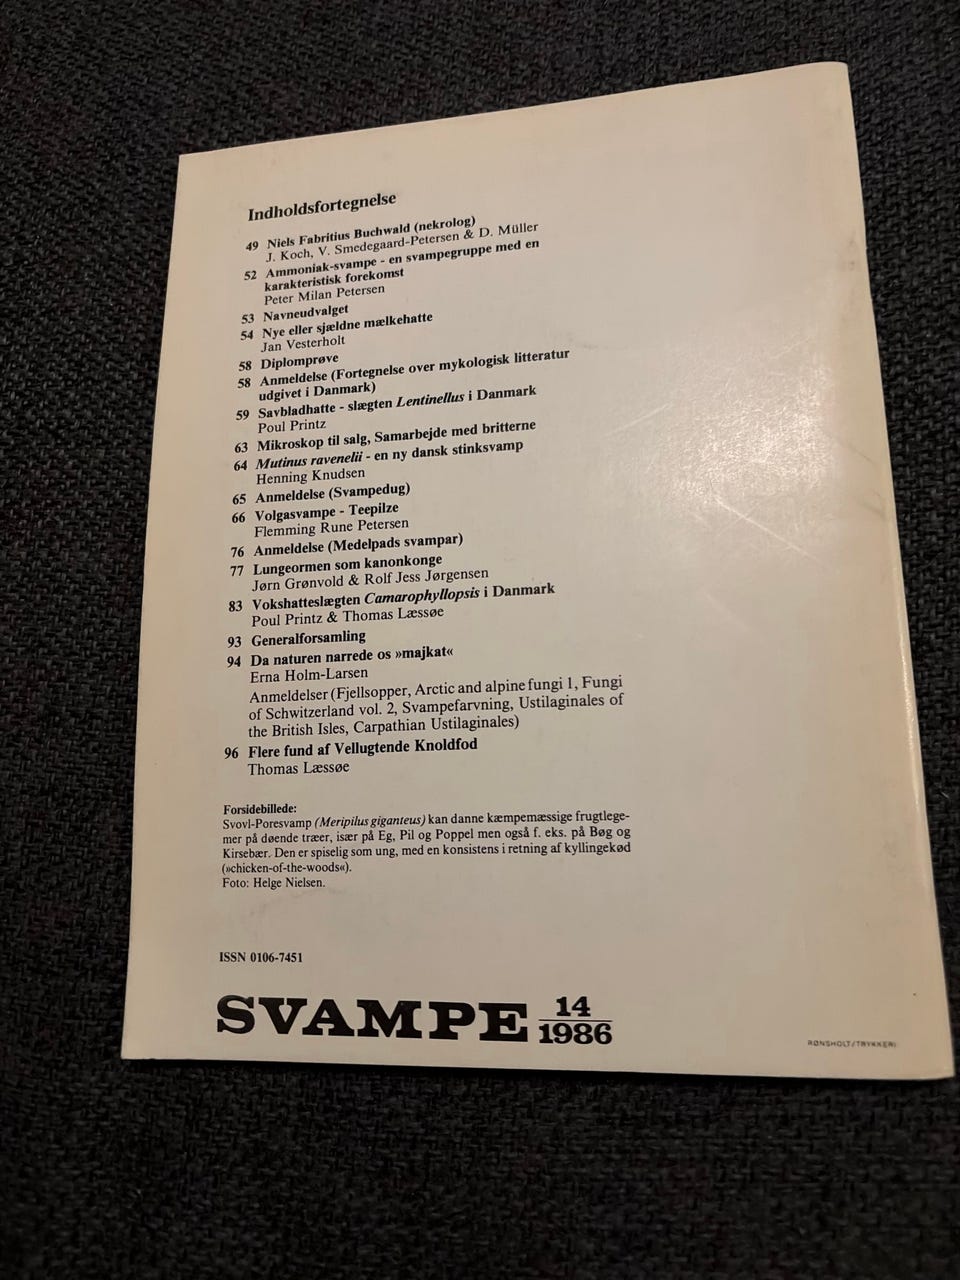 Indholdsfortegnelse
49 Niels Fabritius Buchwald (nekrolog)
J. Koch, V. Smedegaard-Petersen & D. Müller
52 Ammoniak-svampe - en svampegruppe med en
karakteristisk forekomst
Peter Milan Petersen
53 Navneudvalget
54 Nye eller sjældne mælkehatte
Jan Vesterholt
58 Diplomprøve
58 Anmeldelse (Fortegnelse over mykologisk litteratur
udgivet i Danmark)
59 Savbladhatte - slægten Lentinellus i Danmark
Poul Printz
63 Mikroskop til salg, Samarbejde med britterne
64 Mutinus ravenelii - en ny dansk stinksvamp
Henning Knudsen
65 Anmeldelse (Svampedug)
66 Volgasvampe - Teepilze
Flemming Rune Petersen
76 Anmeldelse (Medelpads svampar)
77 Lungeormen som kanonkonge
Jørn Grønvold & Rolf Jess Jørgensen
83 Vokshatteslægten Camarophyllopsis i Danmark
Poul Printz & Thomas Læssøe
93 Generalforsamling
94 Da naturen narrede os »majkat«
Erna Holm-Larsen
Anmeldelser (Fjellsopper, Arctic and alpine fungi 1, Fungi
of Schwitzerland vol. 2, Svampefarvning, Ustilaginales of
the British Isles, Carpathian Ustilaginales)
96 Flere fund af Vellugtende Knoldfod
Thomas Læssøe
Forsidebillede:
Svovl-Poresvamp (Meripilus giganteus) kan danne kæmpemæssige frugtlege-
mer på døende træer, især på Eg, Pil og Poppel men også f. eks. på Bøg og
Kirsebær. Den er spiselig som ung, med en konsistens i retning af kyllingekød
(»chicken-of-the-woods«).
Foto: Helge Nielsen.
ISSN 0106-7451
SVAMPE 14
1986
RØNSHOLT/TRYKKERI